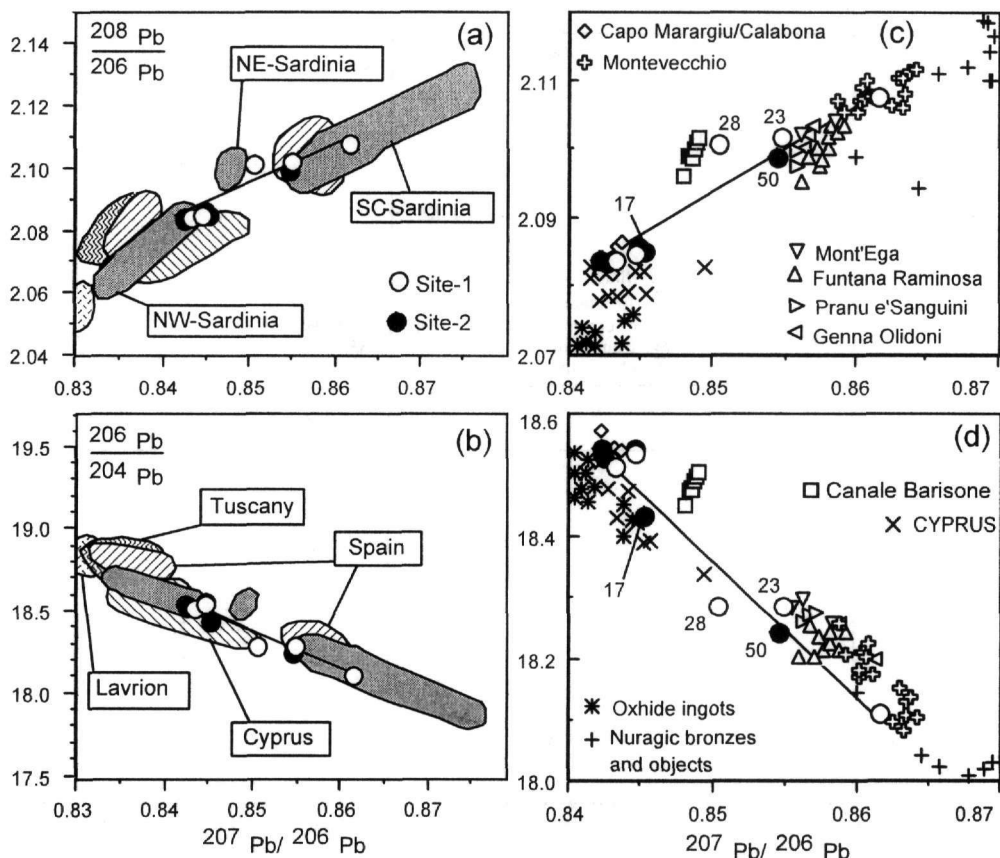 2.14
2.12
2.10
2.08
2.06
2.04
208 Pb
206 Pb
(a)
NE-Sardinia
SC-Sardinia
NW-Sardinia
Site-1
Site-2
0.83
0.84
0.85
0.86
0.87
19.5
19.0
18.5
18.0
17.5
206 Pb
204 Pb
(b)
Tuscany
Spain
Lavrion
Cyprus
0.83
0.84
0.85
0.86
0.87
207 Pb/ 206 Pb
2.11
2.09
2.07
(c)
Capo Marargiu/Calabona
Montevecchio
28
23
17
50
Mont'Ega
Funtana Raminosa
Pranu e'Sanguini
Genna Olidoni
0.84
0.85
0.86
0.87
18.6
18.4
18.2
18.0
(d)
Canale Barisone
CYPRUS
17
28
23
50
Oxhide ingots
Nuragic bronzes
and objects
0.84
0.85
0.86
0.87
207 Pb/ 206 Pb